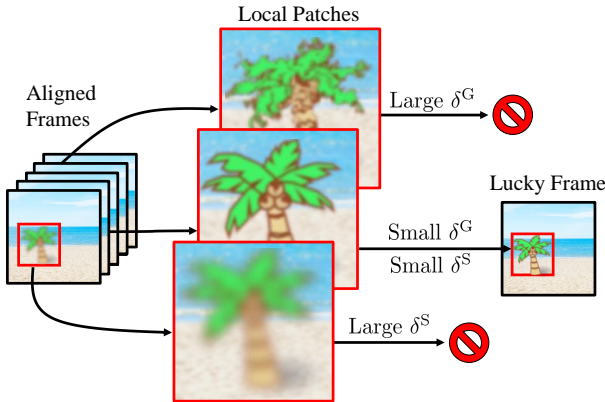 Local Patches
Aligned
Frames
Large δ^G
Lucky Frame
Small δ^G
Small δ^S
Large δ^S